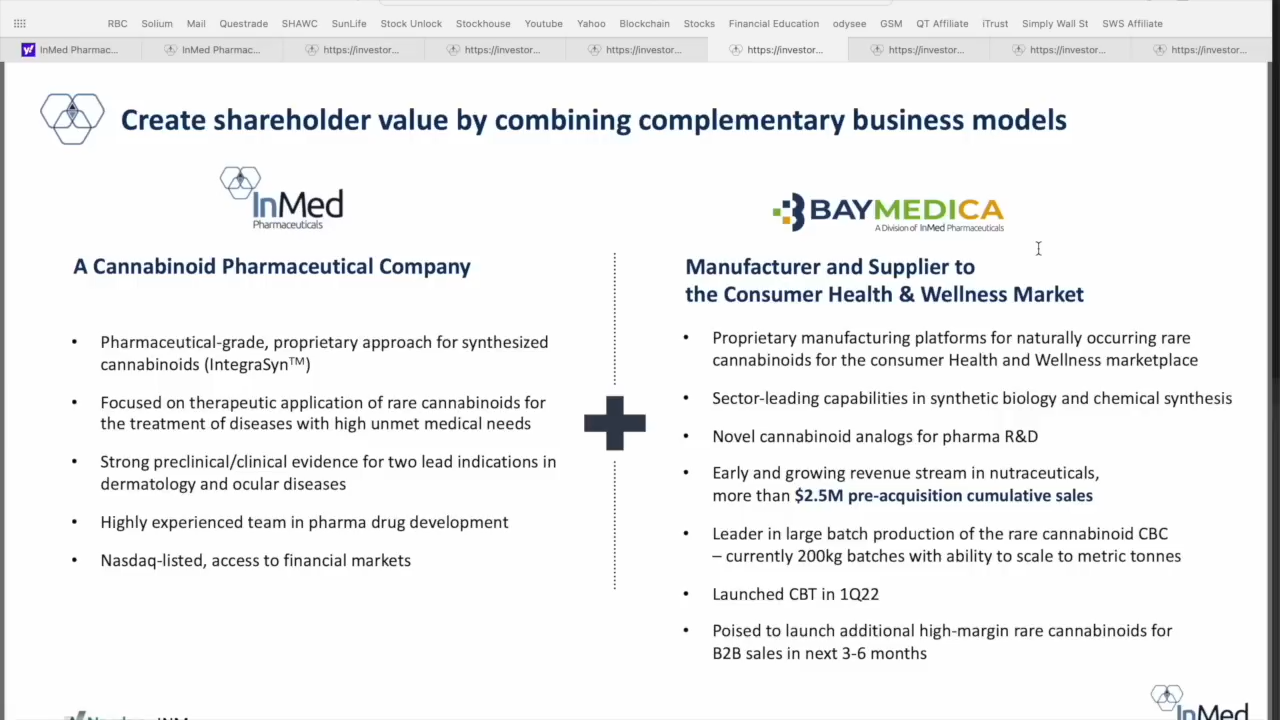 RBC Solium Mail Questrade SHAWC SunLife Stock Unlock Stockhouse Youtube Yahoo Blockchain Stocks Financial Education odysee GSM QT Affiliate iTrust Simply Wall St SWS Affiliate
InMed Pharmac... InMed Pharmac... https://investor... https://investor... https://investor... https://investor... https://investor... https://investor... https://investor...
Create shareholder value by combining complementary business models
InMed
Pharmaceuticals
A Cannabinoid Pharmaceutical Company
• Pharmaceutical-grade, proprietary approach for synthesized
cannabinoids (IntegraSyn™)
• Focused on therapeutic application of rare cannabinoids for
the treatment of diseases with high unmet medical needs
• Strong preclinical/clinical evidence for two lead indications in
dermatology and ocular diseases
• Highly experienced team in pharma drug development
• Nasdaq-listed, access to financial markets
BAYMEDICA
A Division of InMed Pharmaceuticals
Manufacturer and Supplier to
the Consumer Health & Wellness Market
• Proprietary manufacturing platforms for naturally occurring rare
cannabinoids for the consumer Health and Wellness marketplace
• Sector-leading capabilities in synthetic biology and chemical synthesis
• Novel cannabinoid analogs for pharma R&D
• Early and growing revenue stream in nutraceuticals,
more than $2.5M pre-acquisition cumulative sales
• Leader in large batch production of the rare cannabinoid CBC
– currently 200kg batches with ability to scale to metric tonnes
• Launched CBT in 1Q22
• Poised to launch additional high-margin rare cannabinoids for
B2B sales in next 3-6 months
InMed